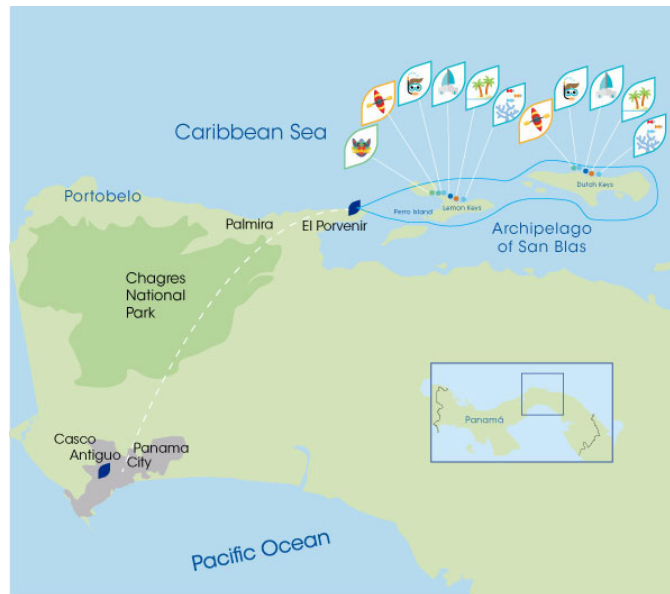 Caribbean Sea
Portobelo
Palmira
El Porvenir
Perro Island
Lemon Keys
Dutch Keys
Archipelago
of San Blas
Chagres
National
Park
Panamá
Casco
Antiguo
Panama
City
Pacific Ocean